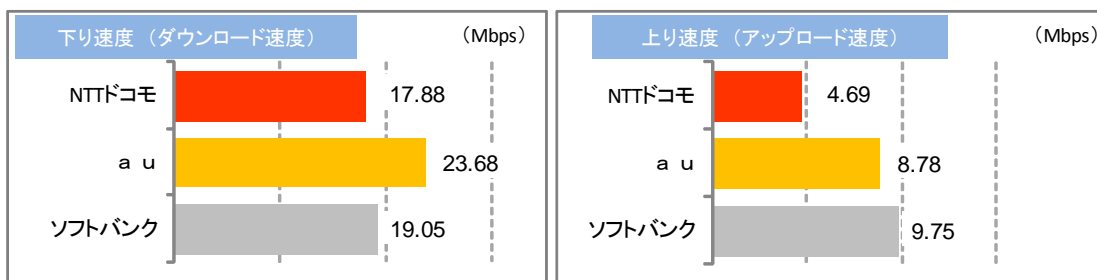 下り速度 （ダウンロード速度） （Mbps）
NTTドコモ 17.88
ａｕ 23.68
ソフトバンク 19.05
上り速度 （アップロード速度） （Mbps）
NTTドコモ 4.69
ａｕ 8.78
ソフトバンク 9.75